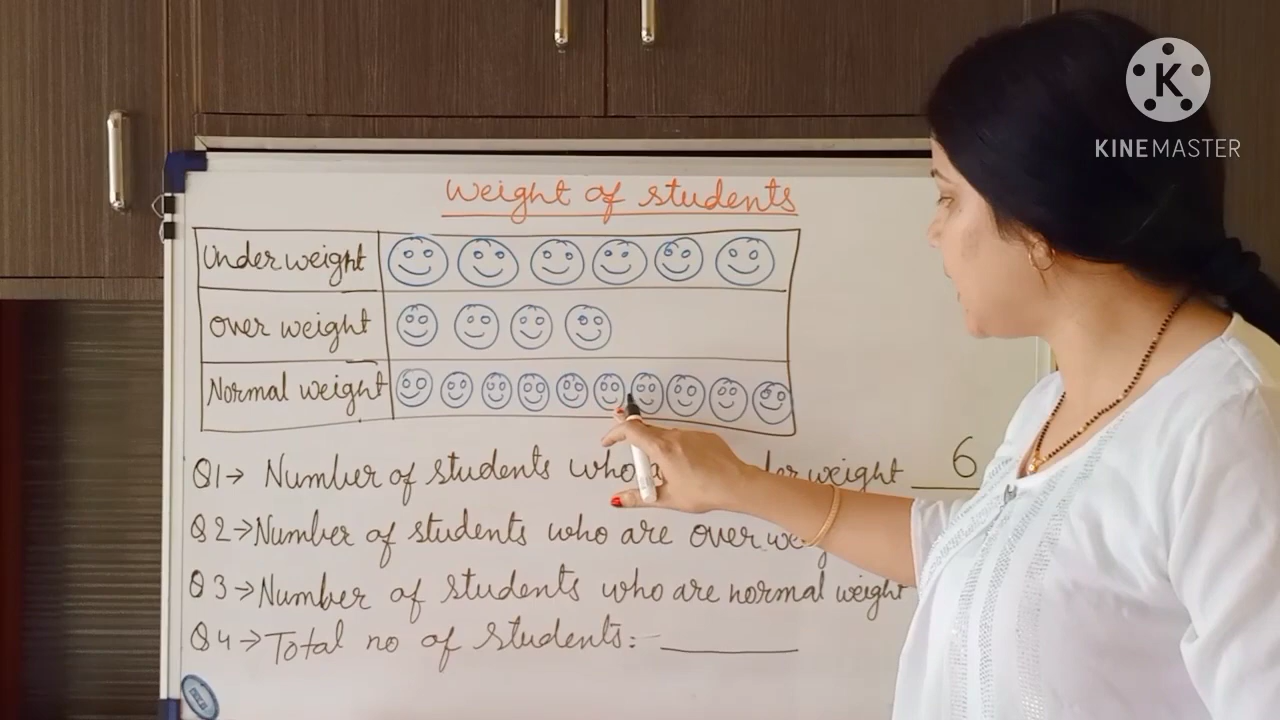 K
KINEMASTER
Weight of students
Under weight
Over weight
Normal weight
Q1→ Number of students who weight 6
Q2→ Number of students who are over
Q3→ Number of students who are normal weight
Q4→ Total no of students:-